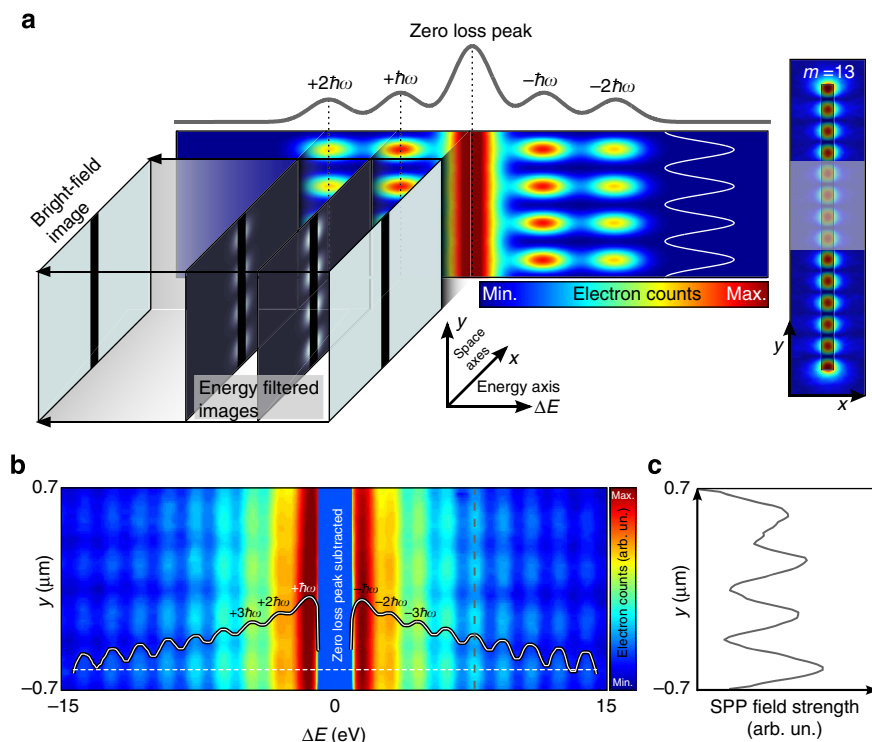 a
Zero loss peak
+2ħω
+ħω
−ħω
−2ħω
m =13
Bright-field
image
Min.
Electron counts
Max.
Energy filtered
images
y
Space
axes
x
Energy axis
ΔE
y
x
b
0.7
y (μm)
−0.7
+3ħω
+2ħω
+ħω
Zero loss peak subtracted
−ħω
−2ħω
−3ħω
Max.
Electron counts (arb. un.)
Min.
−15
0
15
ΔE (eV)
c
0.7
y (μm)
−0.7
SPP field strength
(arb. un.)